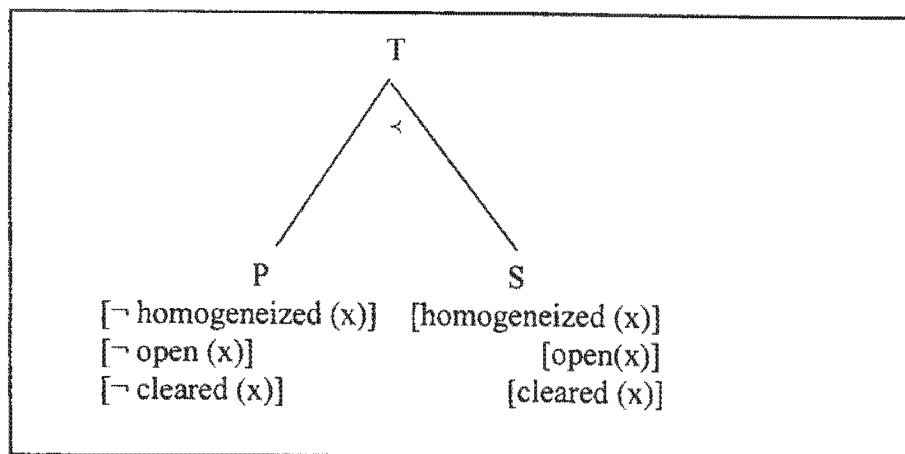 T
≺
P S
[¬ homogeneized (x)] [homogeneized (x)]
[¬ open (x)] [open(x)]
[¬ cleared (x)] [cleared (x)]